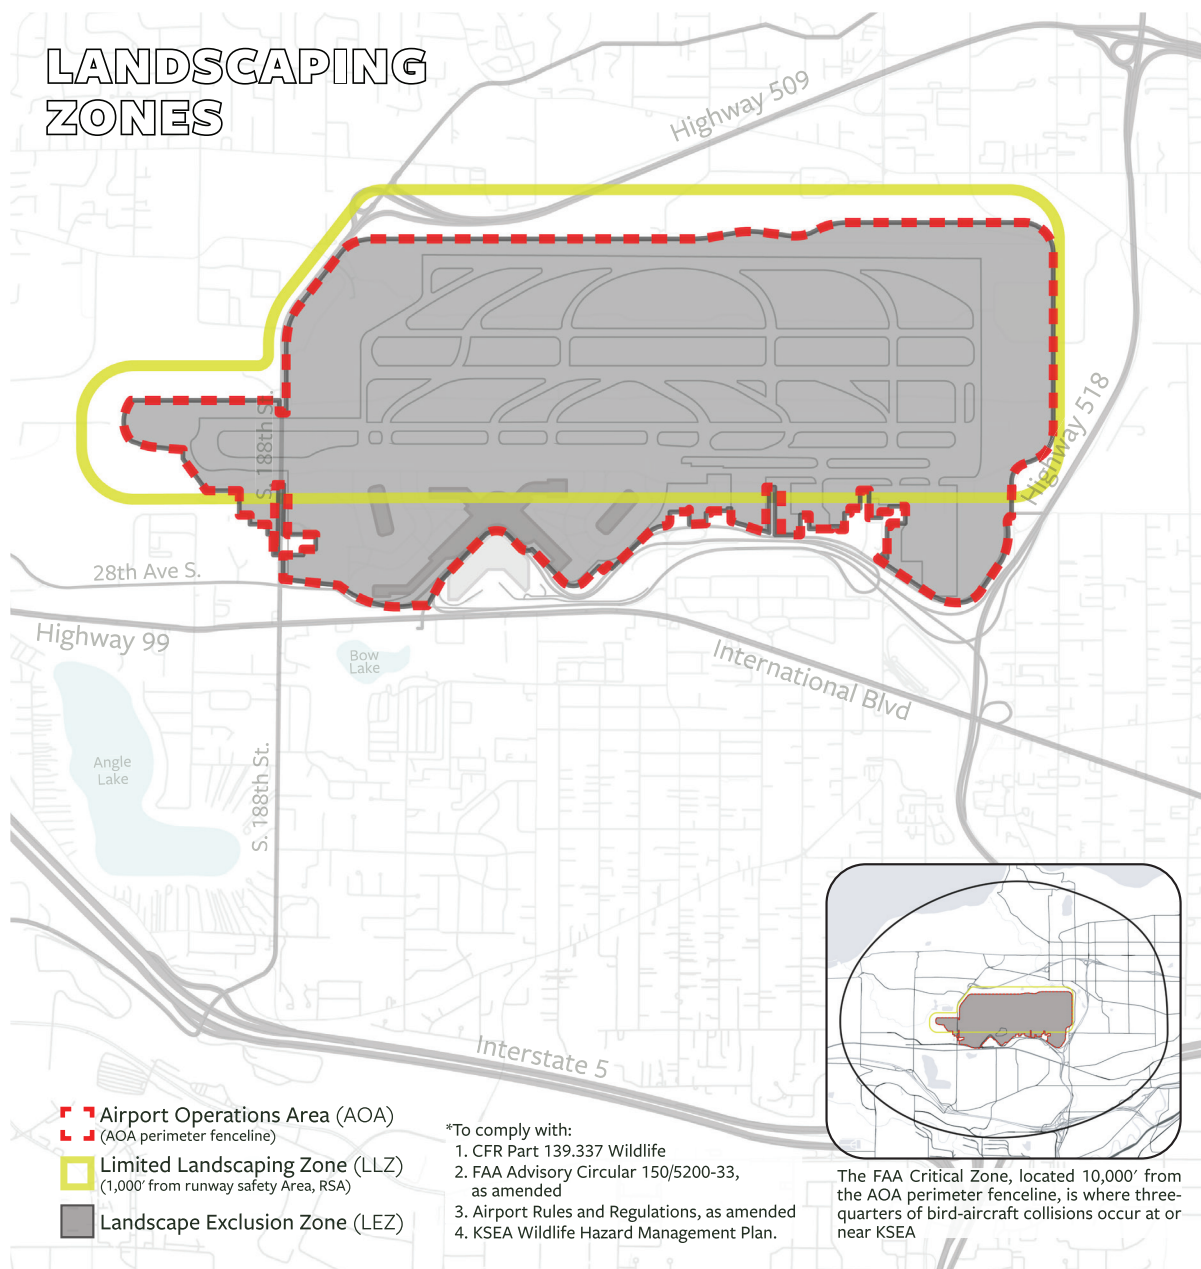 LANDSCAPING
ZONES
Highway 509
Highway 518
S. 188th St.
28th Ave S.
Highway 99
Bow
Lake
International Blvd
Angle
Lake
S. 188th St.
Interstate 5
Airport Operations Area (AOA)
(AOA perimeter fenceline)
Limited Landscaping Zone (LLZ)
(1,000′ from runway safety Area, RSA)
Landscape Exclusion Zone (LEZ)
*To comply with:
1. CFR Part 139.337 Wildlife
2. FAA Advisory Circular 150/5200-33,
as amended
3. Airport Rules and Regulations, as amended
4. KSEA Wildlife Hazard Management Plan.
The FAA Critical Zone, located 10,000′ from
the AOA perimeter fenceline, is where three-
quarters of bird-aircraft collisions occur at or
near KSEA